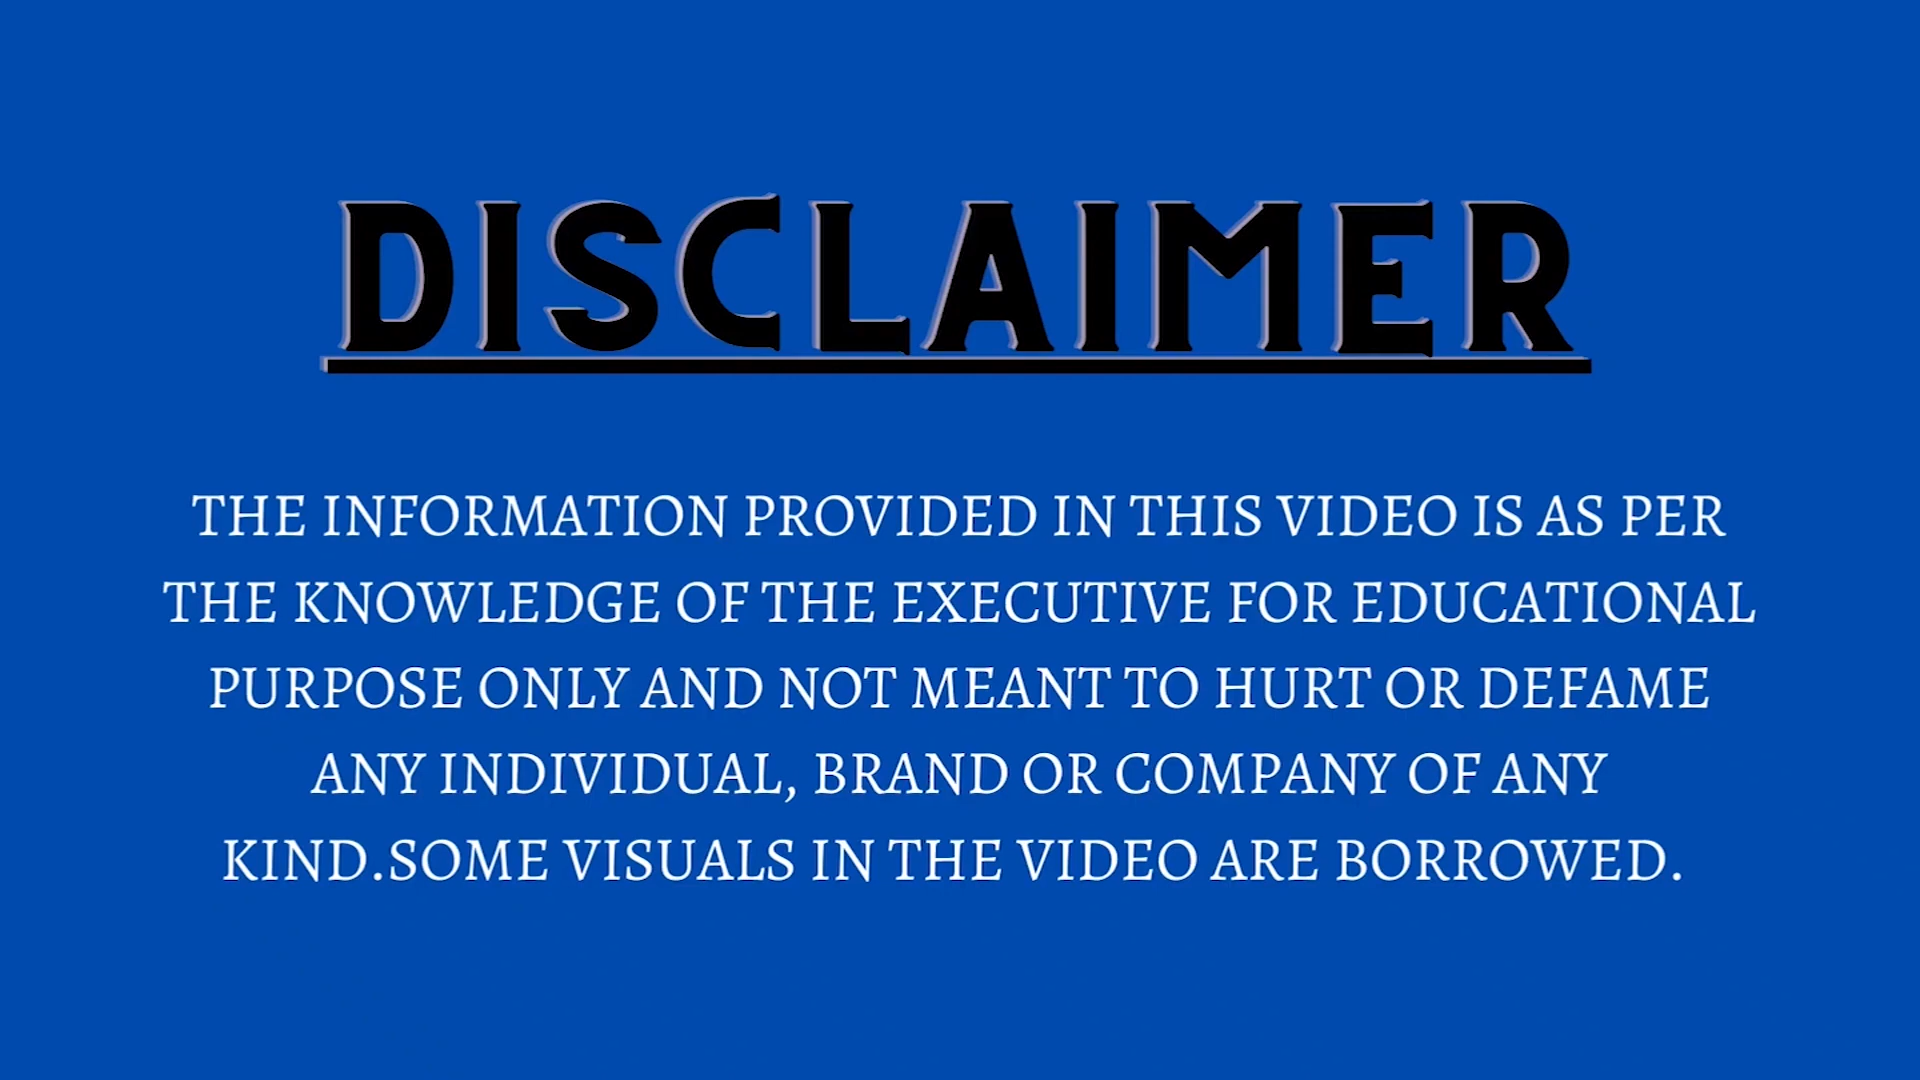 DISCLAIMER
THE INFORMATION PROVIDED IN THIS VIDEO IS AS PER
THE KNOWLEDGE OF THE EXECUTIVE FOR EDUCATIONAL
PURPOSE ONLY AND NOT MEANT TO HURT OR DEFAME
ANY INDIVIDUAL, BRAND OR COMPANY OF ANY
KIND.SOME VISUALS IN THE VIDEO ARE BORROWED.